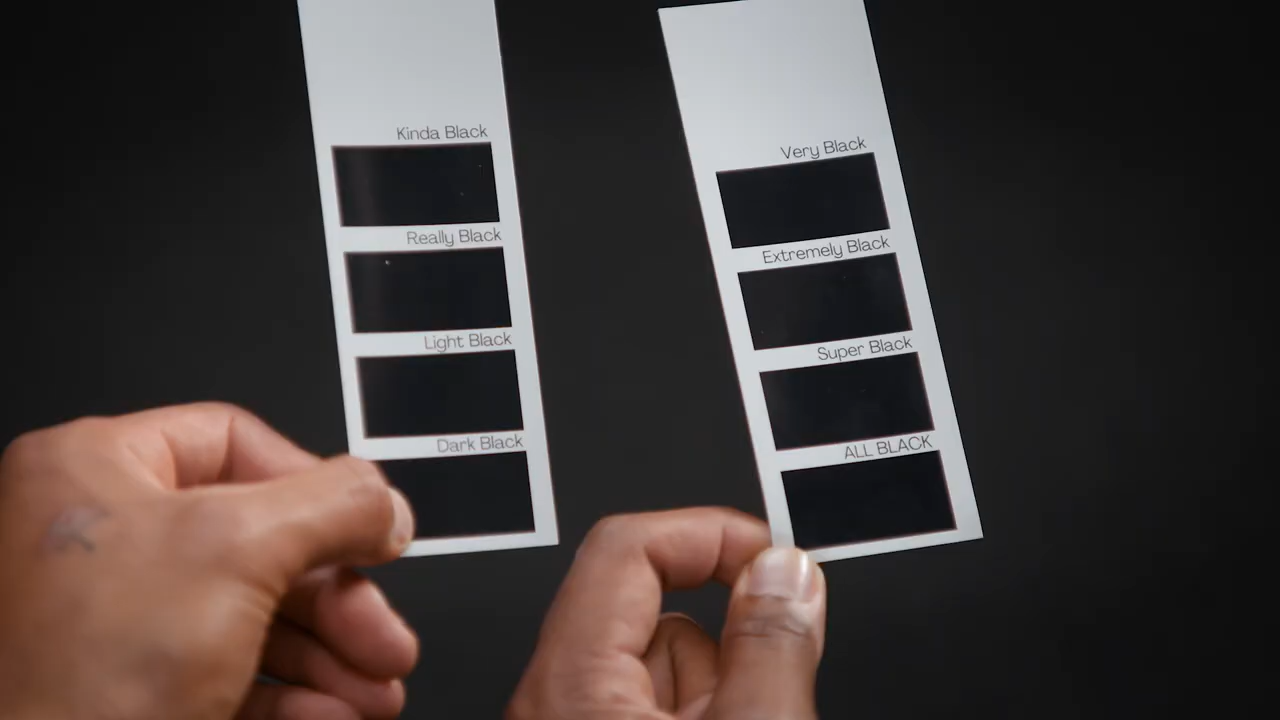 Kinda Black
Really Black
Light Black
Dark Black
Very Black
Extremely Black
Super Black
ALL BLACK